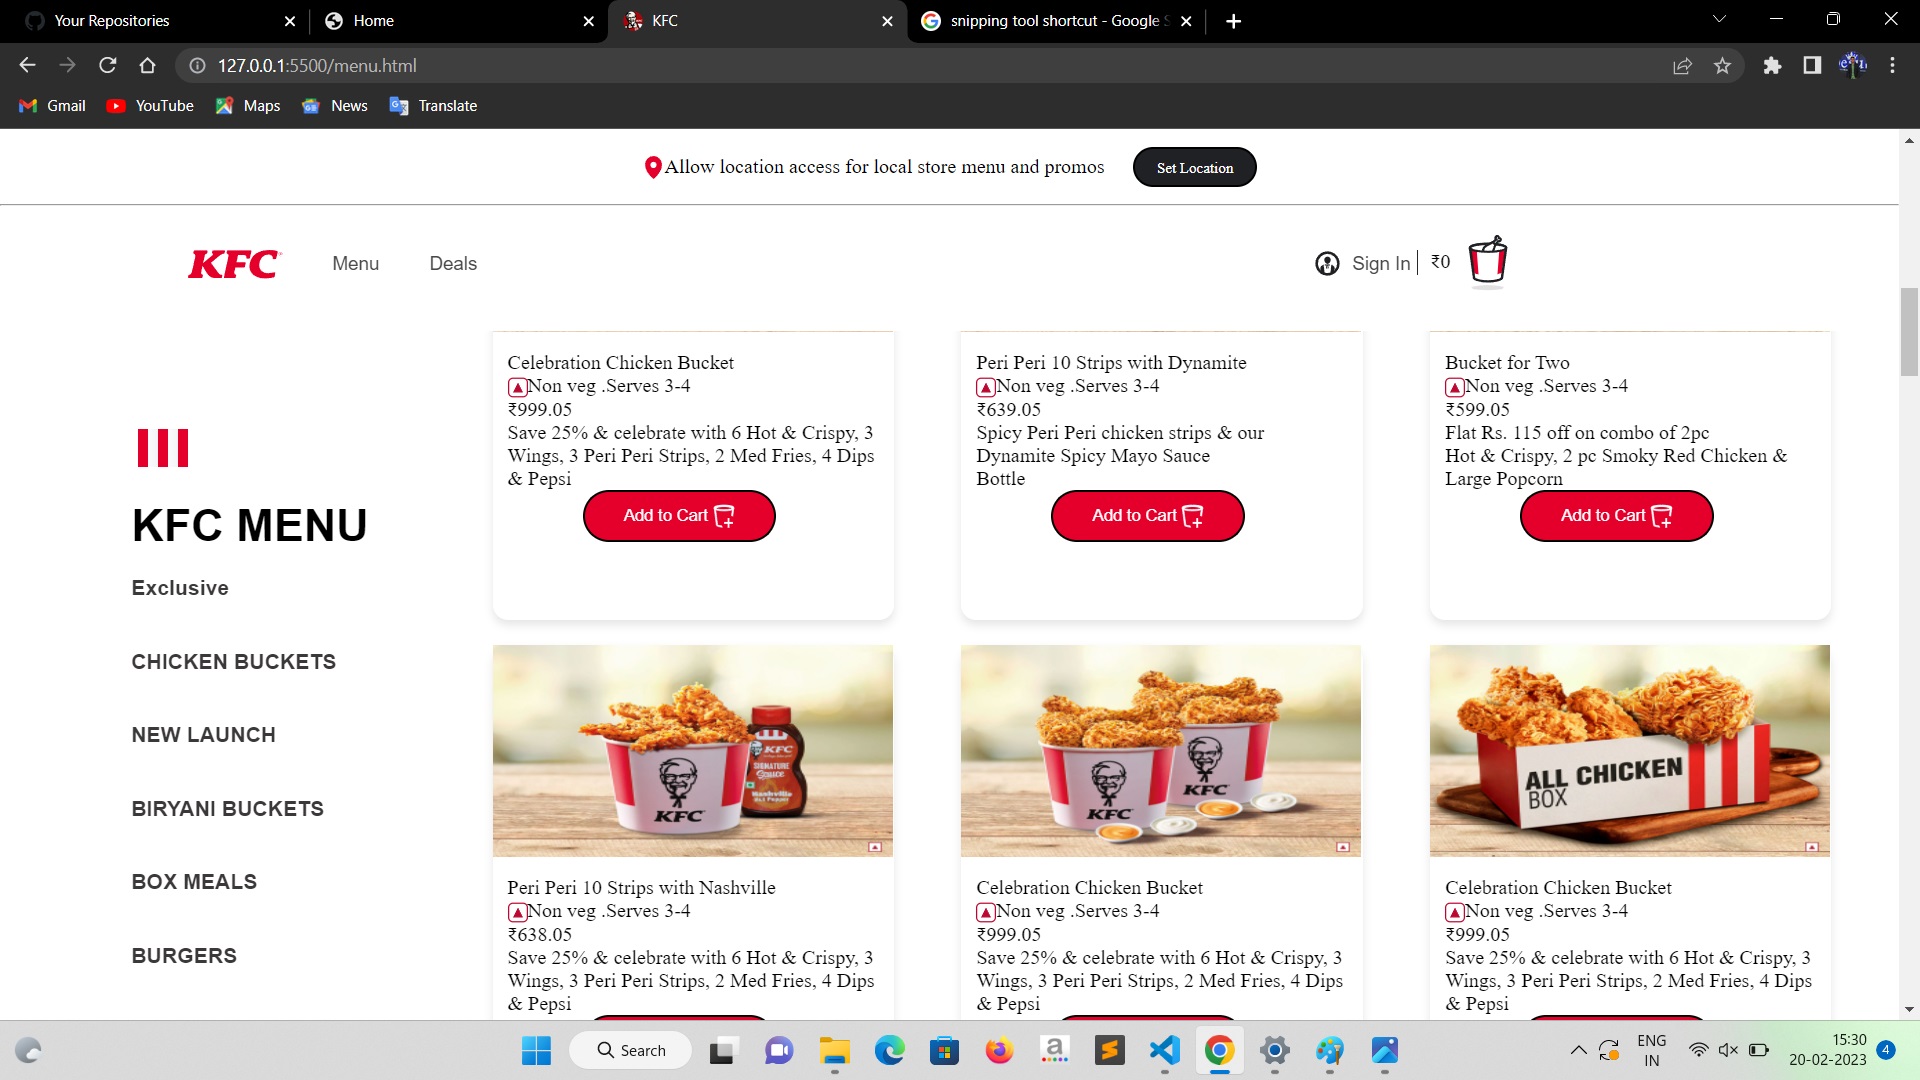 Your Repositories
Home
KFC
snipping tool shortcut - Google S
127.0.0.1:5500/menu.html
Gmail
YouTube
Maps
News
Translate
Allow location access for local store menu and promos
Set Location
KFC
Menu
Deals
Sign In
₹0
KFC MENU
Exclusive
CHICKEN BUCKETS
NEW LAUNCH
BIRYANI BUCKETS
BOX MEALS
BURGERS
Celebration Chicken Bucket
Non veg .Serves 3-4
₹999.05
Save 25% & celebrate with 6 Hot & Crispy, 3
Wings, 3 Peri Peri Strips, 2 Med Fries, 4 Dips
& Pepsi
Add to Cart
Peri Peri 10 Strips with Dynamite
Non veg .Serves 3-4
₹639.05
Spicy Peri Peri chicken strips & our
Dynamite Spicy Mayo Sauce
Bottle
Add to Cart
Bucket for Two
Non veg .Serves 3-4
₹599.05
Flat Rs. 115 off on combo of 2pc
Hot & Crispy, 2 pc Smoky Red Chicken &
Large Popcorn
Add to Cart
KFC
KFC
SIGNATURE
Sauce
Nashville
KFC
KFC
ALL CHICKEN
BOX
Peri Peri 10 Strips with Nashville
Non veg .Serves 3-4
₹638.05
Save 25% & celebrate with 6 Hot & Crispy, 3
Wings, 3 Peri Peri Strips, 2 Med Fries, 4 Dips
& Pepsi
Celebration Chicken Bucket
Non veg .Serves 3-4
₹999.05
Save 25% & celebrate with 6 Hot & Crispy, 3
Wings, 3 Peri Peri Strips, 2 Med Fries, 4 Dips
& Pepsi
Celebration Chicken Bucket
Non veg .Serves 3-4
₹999.05
Save 25% & celebrate with 6 Hot & Crispy, 3
Wings, 3 Peri Peri Strips, 2 Med Fries, 4 Dips
& Pepsi
Search
ENG
IN
15:30
20-02-2023
4